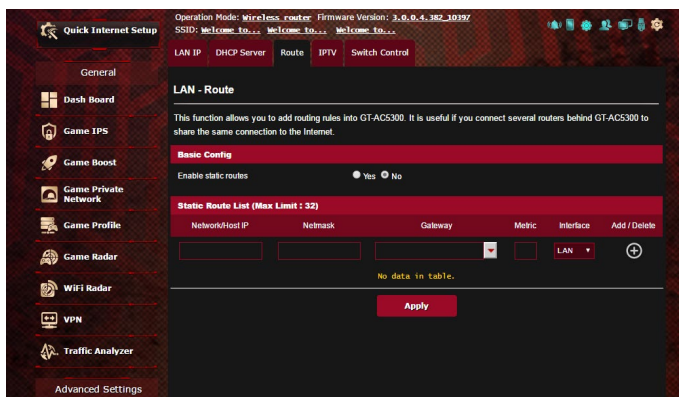 Quick Internet Setup
General
Dash Board
Game IPS
Game Boost
Game Private
Network
Game Profile
Game Radar
WiFi Radar
VPN
Traffic Analyzer
Advanced Settings
Operation Mode: Wireless router Firmware Version: 3.0.0.4.382_10397
SSID: Welcome to... Welcome to... Welcome to...
LAN IP DHCP Server Route IPTV Switch Control
LAN - Route
This function allows you to add routing rules into GT-AC5300. It is useful if you connect several routers behind GT-AC5300 to
share the same connection to the Internet.
Basic Config
Enable static routes Yes No
Static Route List (Max Limit : 32)
Network/Host IP Netmask Gateway Metric Interface Add / Delete
LAN
No data in table.
Apply